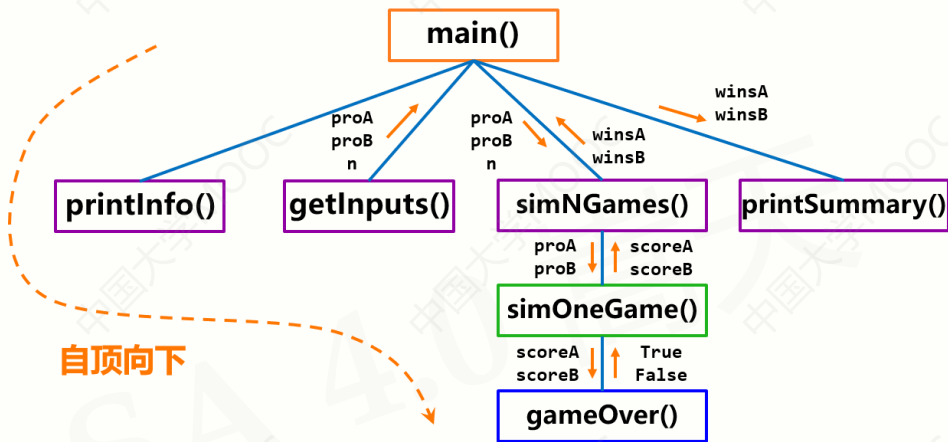 main()
proA
proB
n
proA
proB
n
winsA
winsB
winsA
winsB
printInfo()
getInputs()
simNGames()
printSummary()
proA
proB
scoreA
scoreB
simOneGame()
自顶向下
scoreA
scoreB
True
False
gameOver()